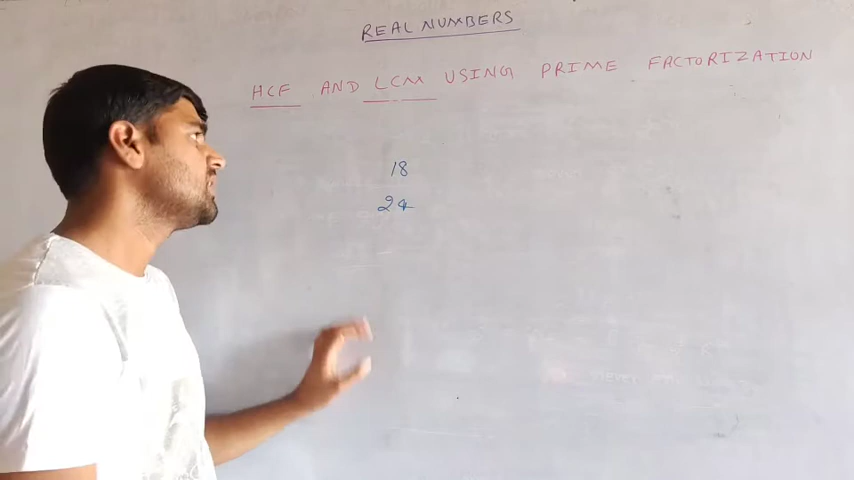 REAL NUMBERS
HCF AND LCM USING PRIME FACTORIZATION
18
24